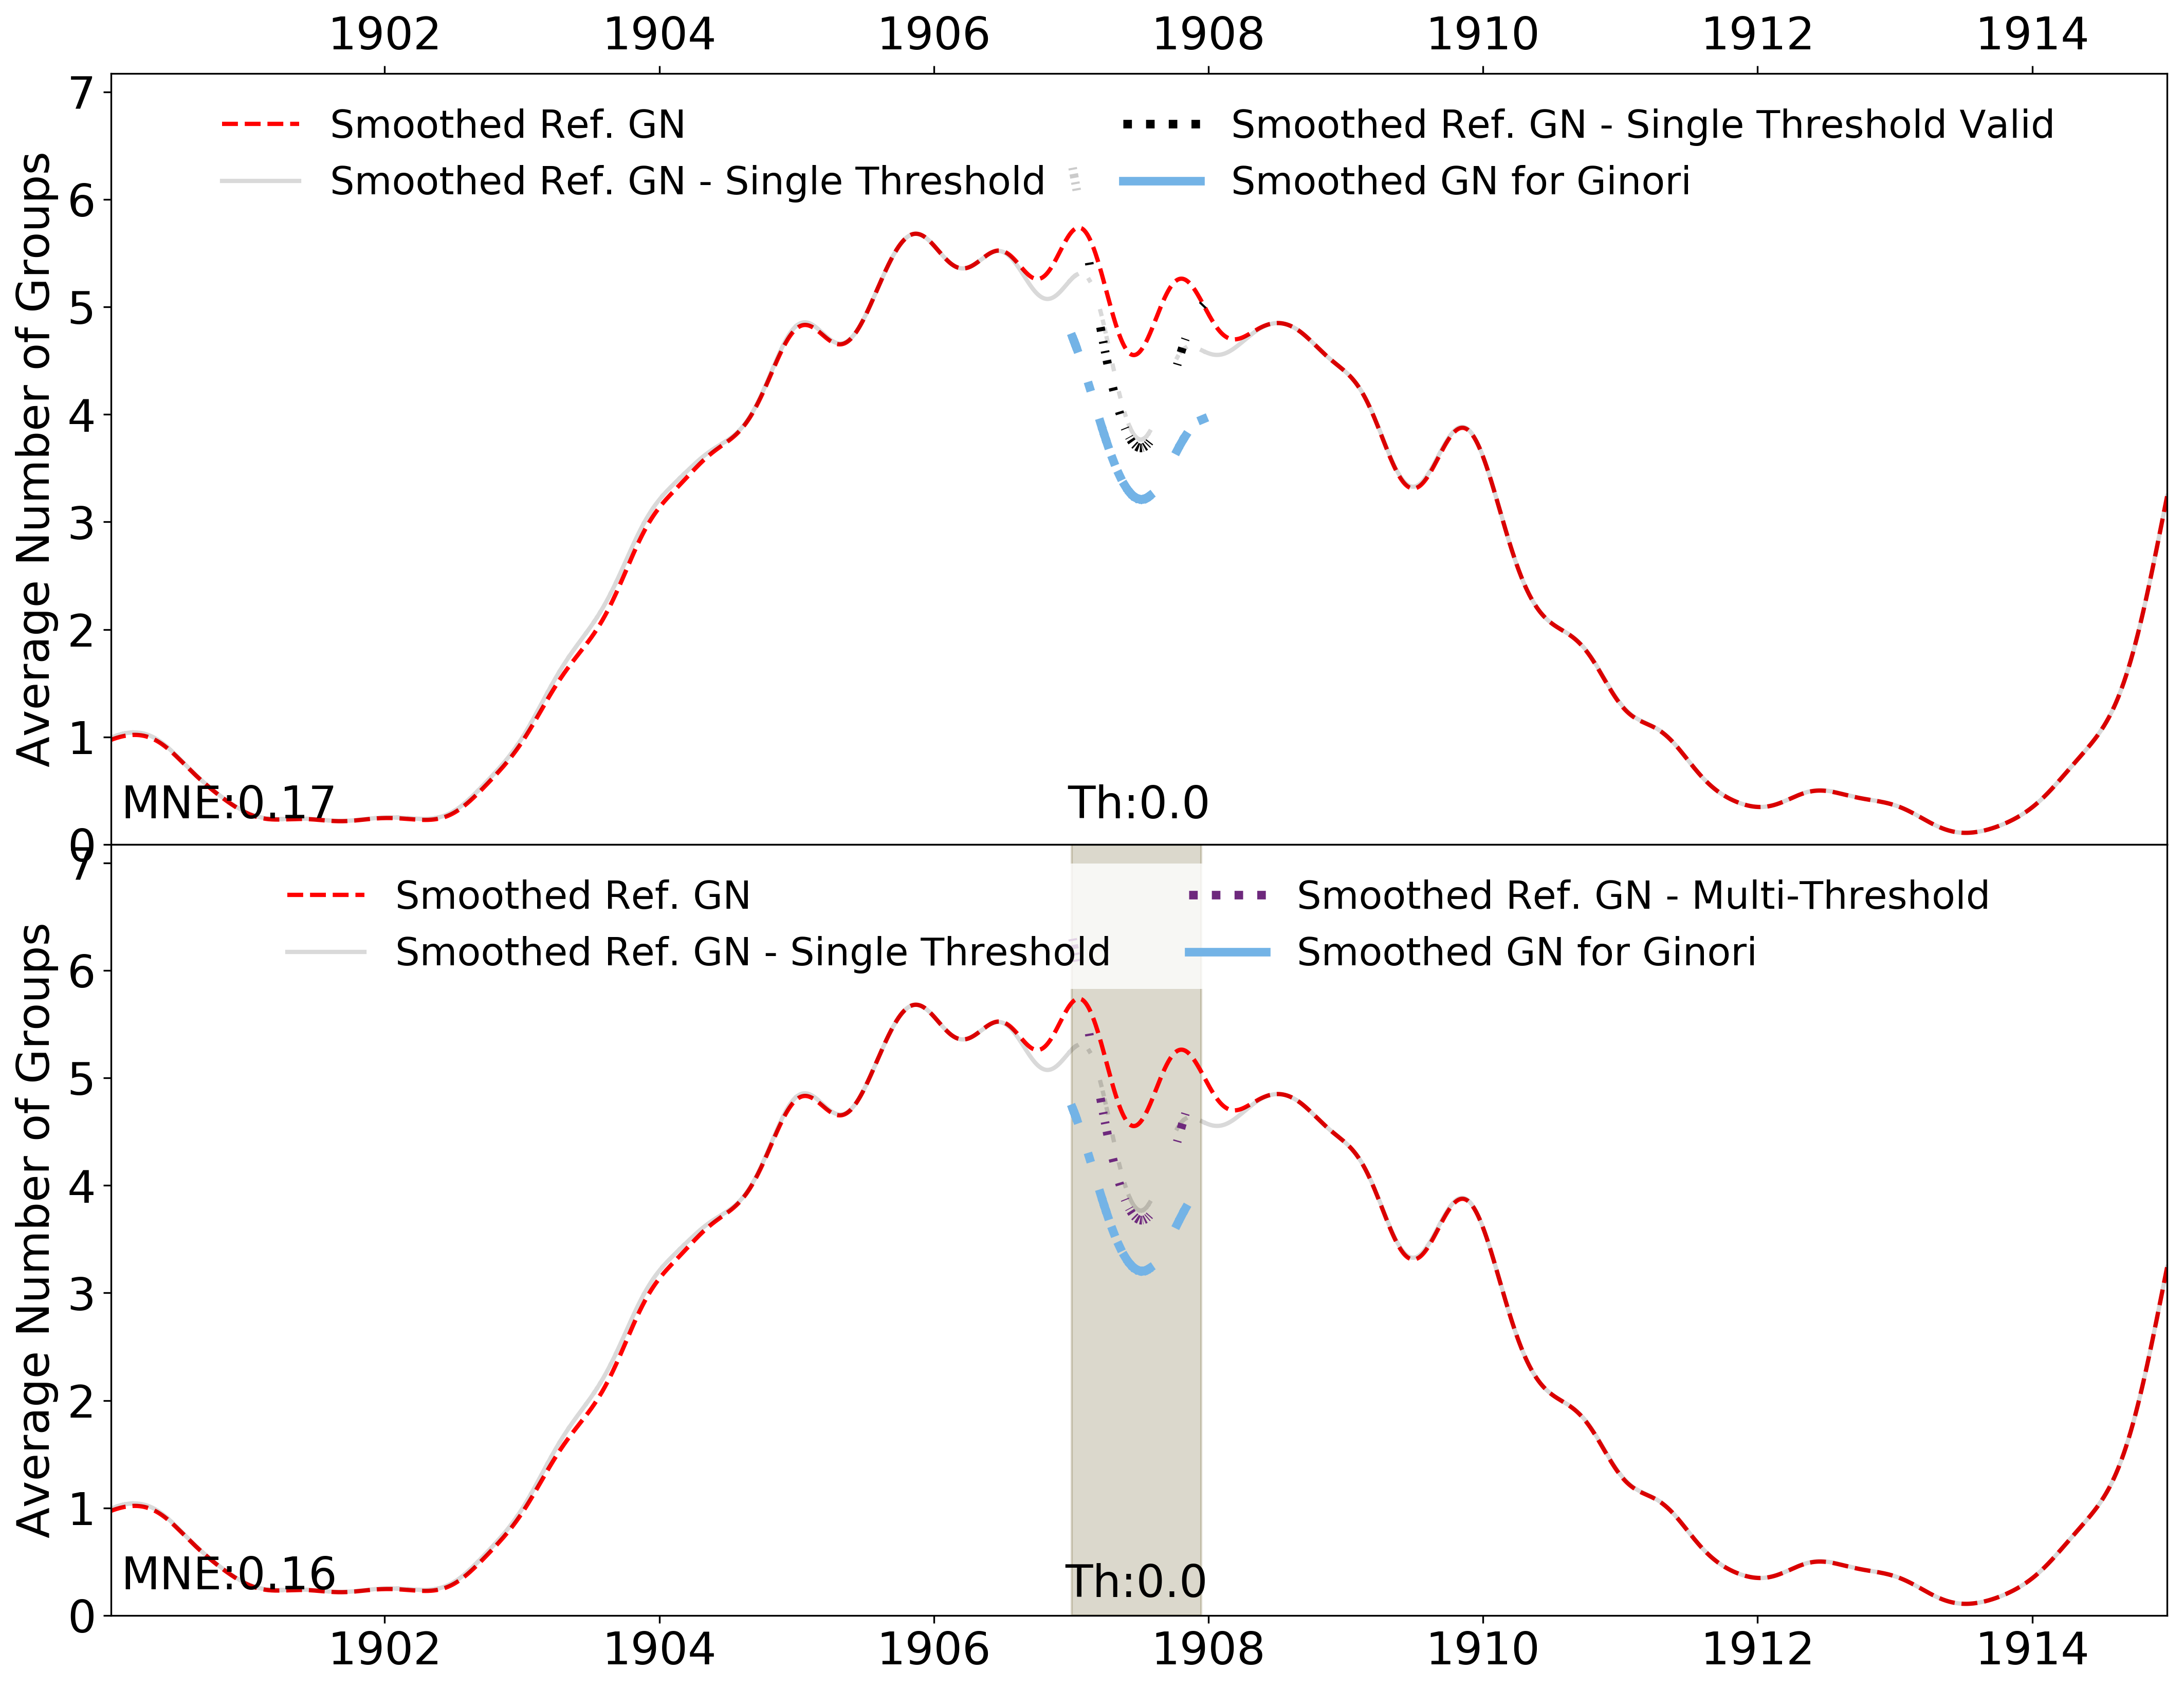 1902 1904 1906 1908 1910 1912 1914
7
6
5
4
3
2
1
0
Average Number of Groups
Smoothed Ref. GN
Smoothed Ref. GN - Single Threshold
Smoothed Ref. GN - Single Threshold Valid
Smoothed GN for Ginori
MNE:0.17
Th:0.0
7
6
5
4
3
2
1
0
Average Number of Groups
Smoothed Ref. GN
Smoothed Ref. GN - Single Threshold
Smoothed Ref. GN - Multi-Threshold
Smoothed GN for Ginori
MNE:0.16
Th:0.0
1902 1904 1906 1908 1910 1912 1914